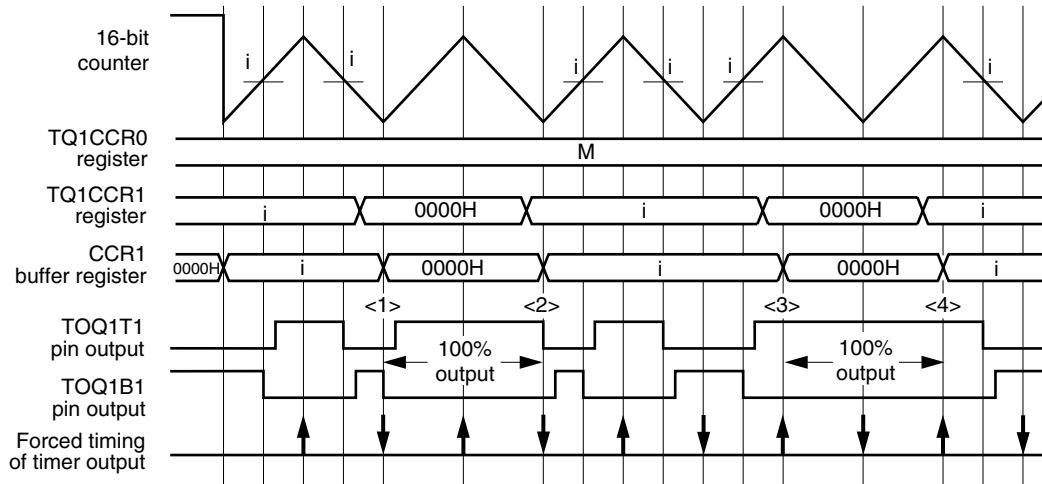 16-bit
counter
i i i i i i
TQ1CCR0
register
M
TQ1CCR1
register
i 0000H i 0000H i
CCR1
buffer register
0000H i 0000H i 0000H i
<1> <2> <3> <4>
TOQ1T1
pin output
100%
output
100%
output
TOQ1B1
pin output
Forced timing
of timer output